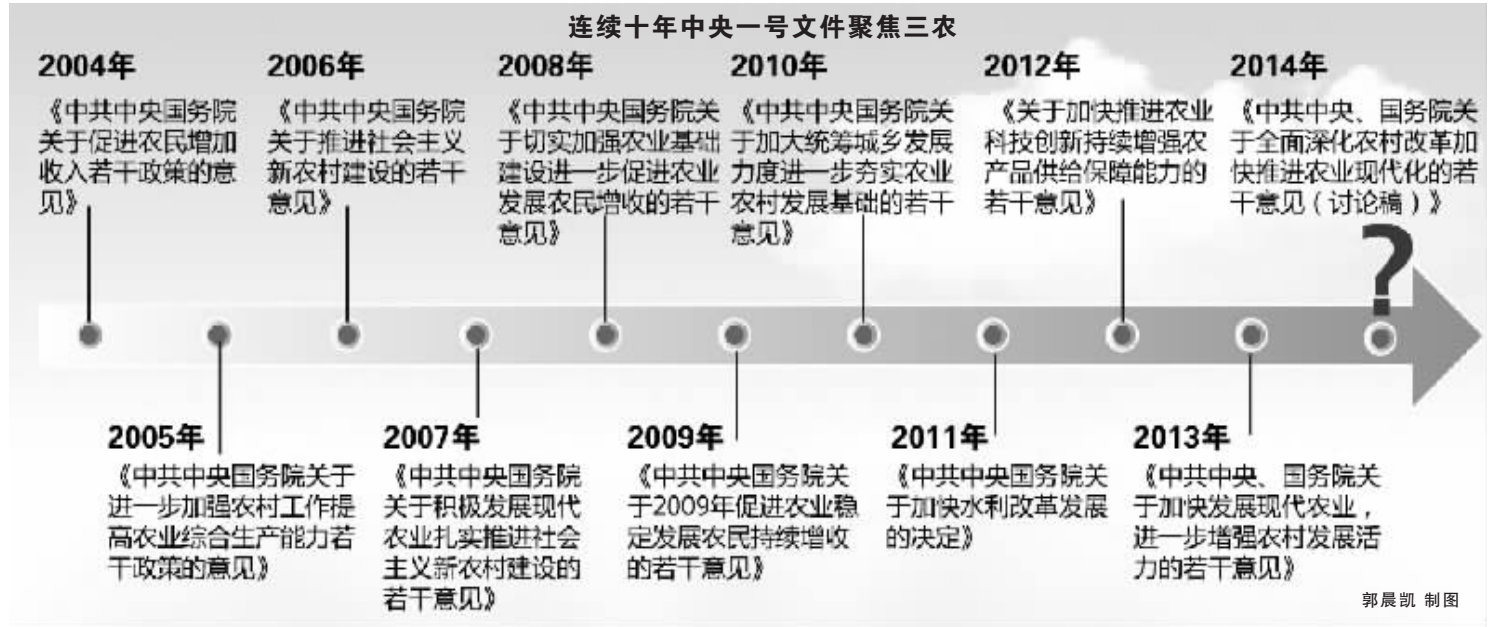 连续十年中央一号文件聚焦三农
2004年
《中共中央国务院
关于促进农民增加
收入若干政策的意
见》
2006年
《中共中央国务院
关于推进社会主义
新农村建设的若干
意见》
2008年
《中共中央国务院关
于切实加强农业基础
建设进一步促进农业
发展农民增收的若干
意见》
2010年
《中共中央国务院关
于加大统筹城乡发展
力度进一步夯实农业
农村发展基础的若干
意见》
2012年
《关于加快推进农业
科技创新持续增强农
产品供给保障能力的
若干意见》
2014年
《中共中央、国务院关
于全面深化农村改革加
快推进农业现代化的若
干意见（讨论稿）》
?
2005年
《中共中央国务院关于
进一步加强农村工作提
高农业综合生产能力若
干政策的意见》
2007年
《中共中央国务院
关于积极发展现代
农业扎实推进社会
主义新农村建设的
若干意见》
2009年
《中共中央国务院关
于2009年促进农业稳
定发展农民持续增收
的若干意见》
2011年
《中共中央国务院关
于加快水利改革发展
的决定》
2013年
《中共中央、国务院关
于加快发展现代农业，
进一步增强农村发展活
力的若干意见》
郭晨凯 制图